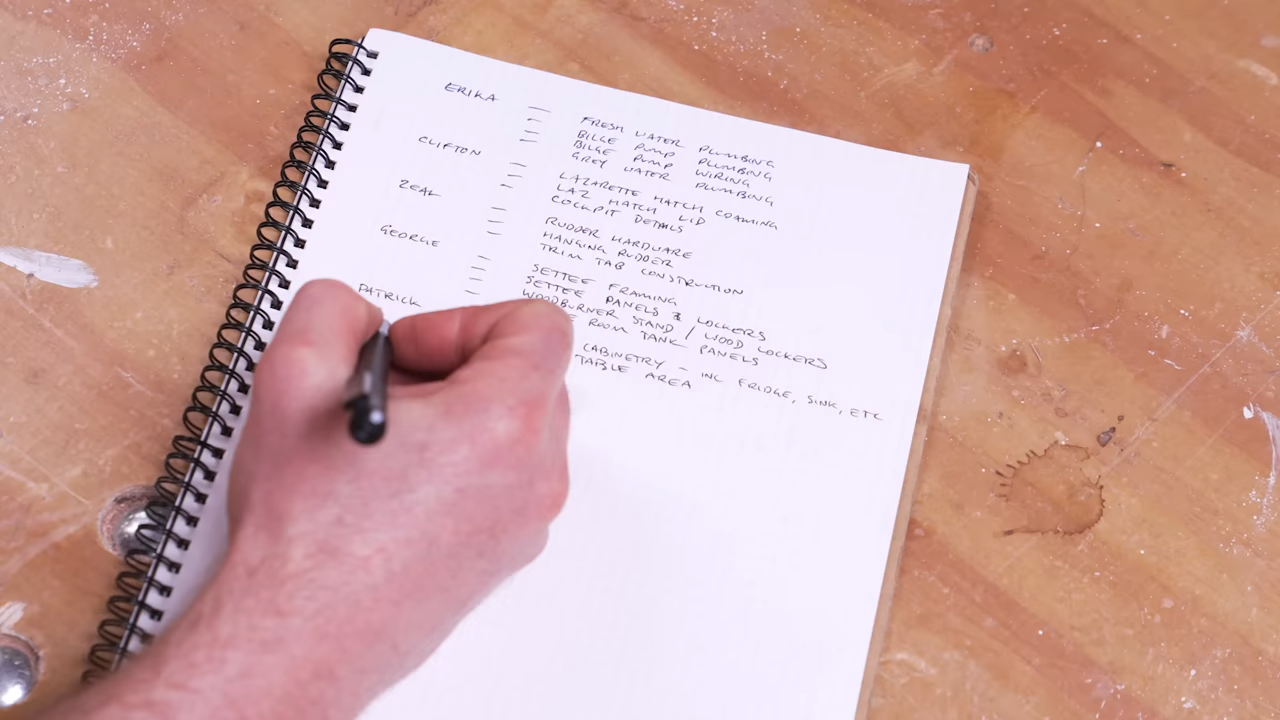 ERIKA — FRESH WATER PLUMBING
— BILGE PUMP PLUMBING
— BILGE PUMP WIRING
GREY WATER PLUMBING
CLIFTON — LAZARETTE HATCH COAMING
— LAZ HATCH LID
COCKPIT DETAILS
ZEAL — RUDDER HARDWARE
— HANGING RUDDER
TRIM TAB CONSTRUCTION
GEORGE — SETTEE FRAMING
— SETTEE PANELS & LOCKERS
— WOODBURNER STAND / WOOD LOCKERS
ROOM TANK PANELS
PATRICK CABINETRY - INC FRIDGE, SINK, ETC
TABLE AREA